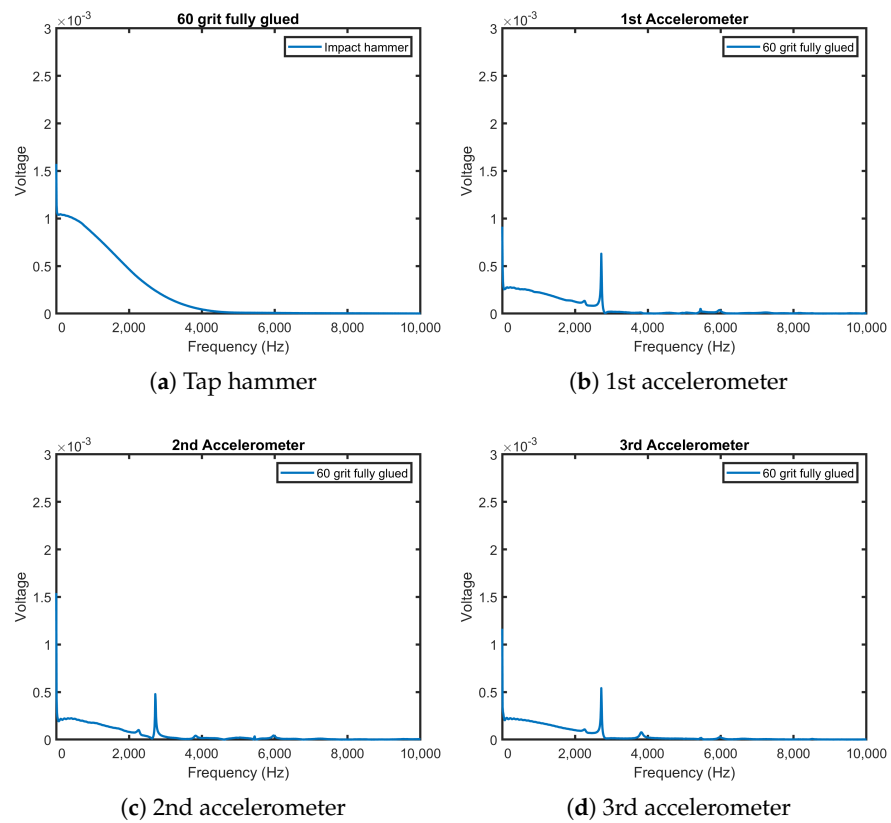 60 grit fully glued
×10-3
Impact hammer
3
2.5
2
1.5
1
0.5
0
Voltage
0 2,000 4,000 6,000 8,000 10,000
Frequency (Hz)
(a) Tap hammer
1st Accelerometer
×10-3
60 grit fully glued
3
2.5
2
1.5
1
0.5
0
Voltage
0 2,000 4,000 6,000 8,000 10,000
Frequency (Hz)
(b) 1st accelerometer
2nd Accelerometer
×10-3
60 grit fully glued
3
2.5
2
1.5
1
0.5
0
Voltage
0 2,000 4,000 6,000 8,000 10,000
Frequency (Hz)
(c) 2nd accelerometer
3rd Accelerometer
×10-3
60 grit fully glued
3
2.5
2
1.5
1
0.5
0
Voltage
0 2,000 4,000 6,000 8,000 10,000
Frequency (Hz)
(d) 3rd accelerometer